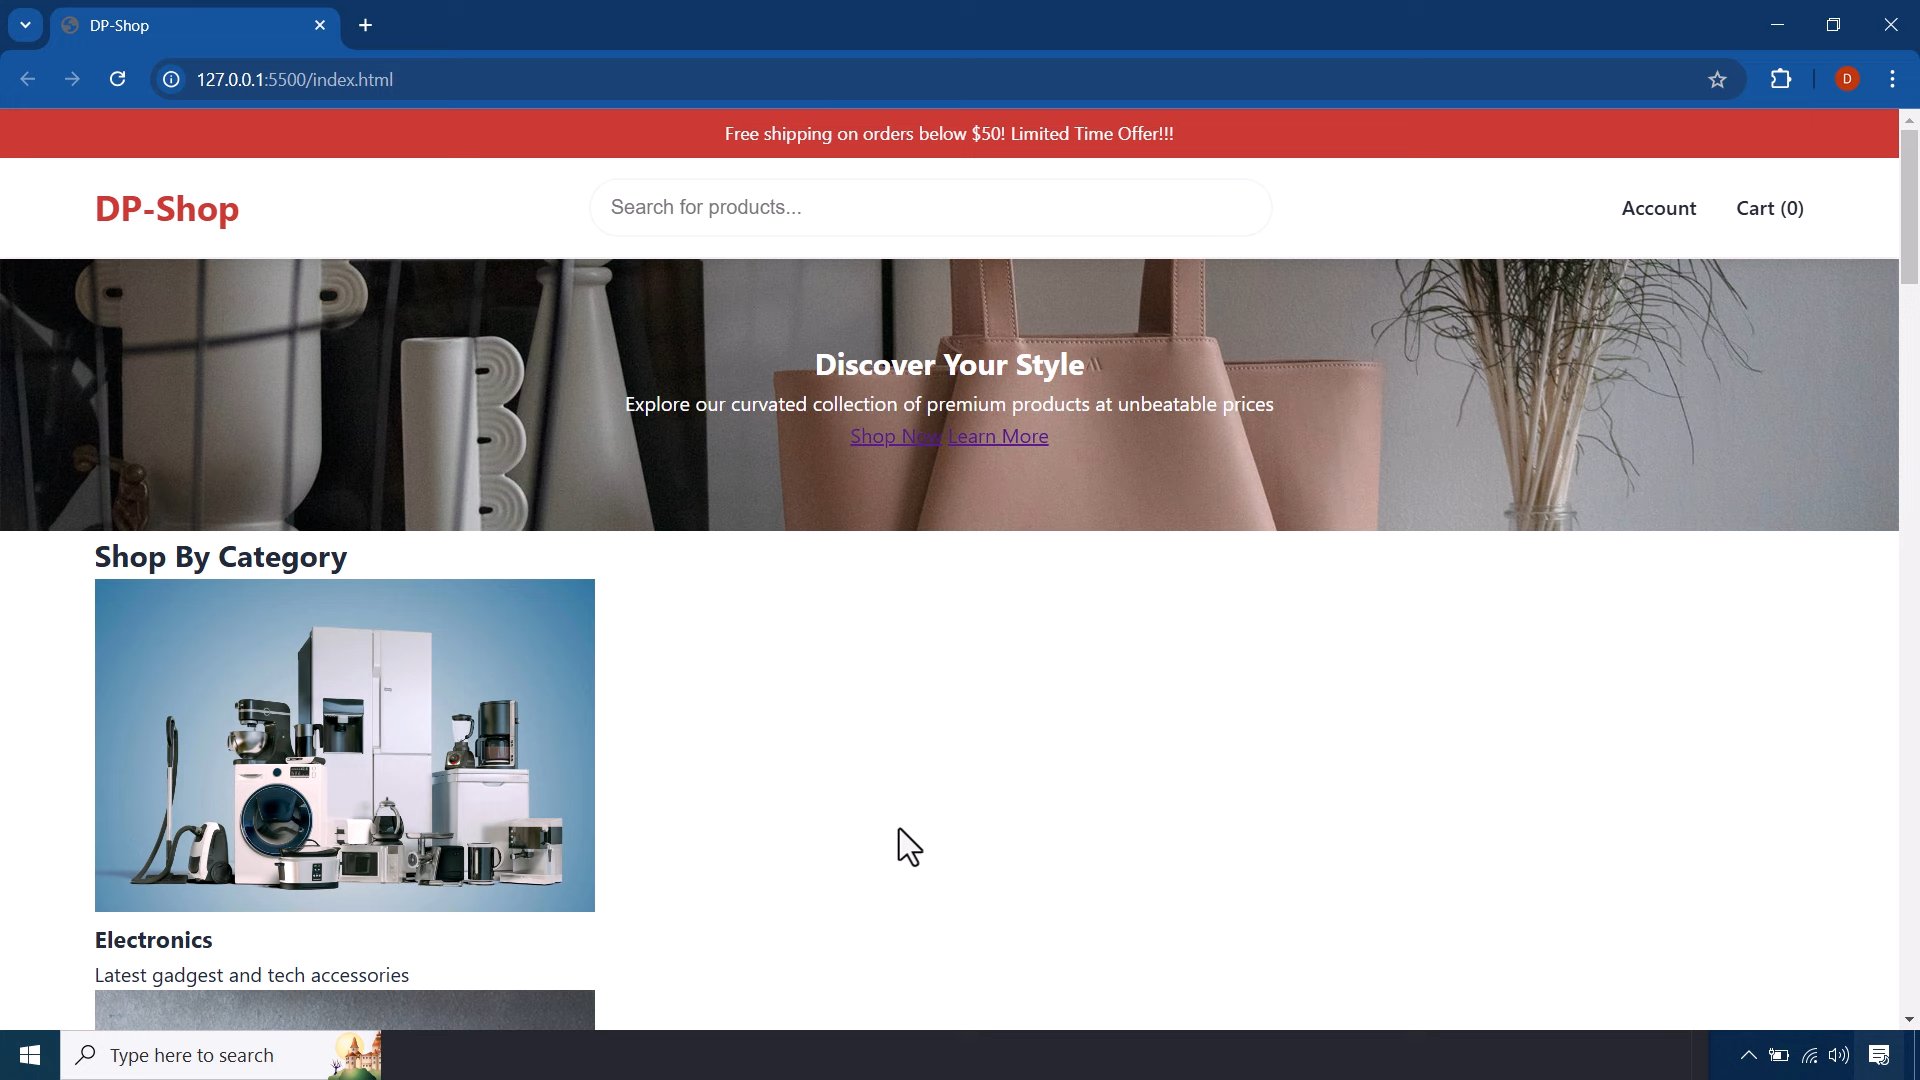 DP-Shop
127.0.0.1:5500/index.html
D
Free shipping on orders below $50! Limited Time Offer!!!
DP-Shop
Search for products...
Account
Cart (0)
Discover Your Style
Explore our curvated collection of premium products at unbeatable prices
Shop Now Learn More
Shop By Category
Electronics
Latest gadgest and tech accessories
Type here to search